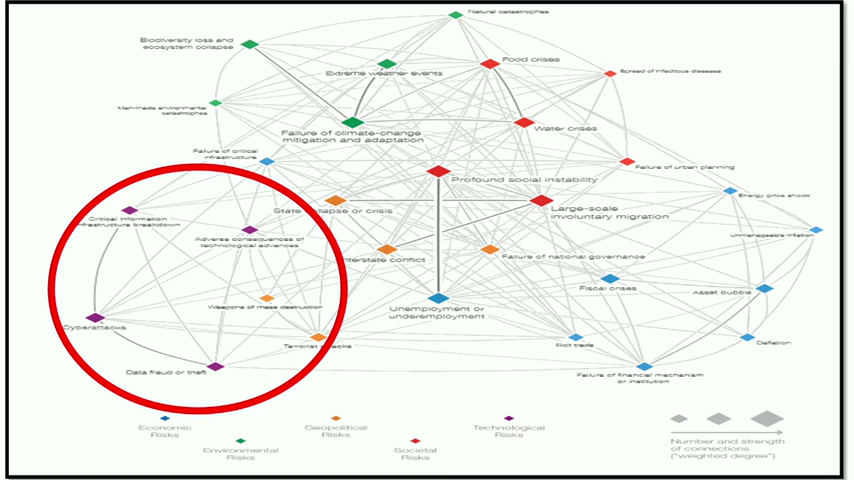 Natural catastrophes
Biodiversity loss and
ecosystem collapse
Food crises
Extreme weather events
Spread of infectious diseases
Man-made environmental
catastrophes
Failure of climate-change
mitigation and adaptation
Water crises
Failure of critical
infrastructure
Failure of urban planning
Profound social instability
Energy price shock
State collapse or crisis
Large-scale
involuntary migration
Critical information
infrastructure breakdown
Unmanageable inflation
Adverse consequences of
technological advances
Interstate conflict
Failure of national governance
Fiscal crises
Asset bubble
Weapons of mass destruction
Unemployment or
underemployment
Cyberattacks
Terrorist attacks
Illicit trade
Deflation
Data fraud or theft
Failure of financial mechanism
or institution
Economic
Risks
Environmental
Risks
Geopolitical
Risks
Societal
Risks
Technological
Risks
Number and strength
of connections
("weighted degree")